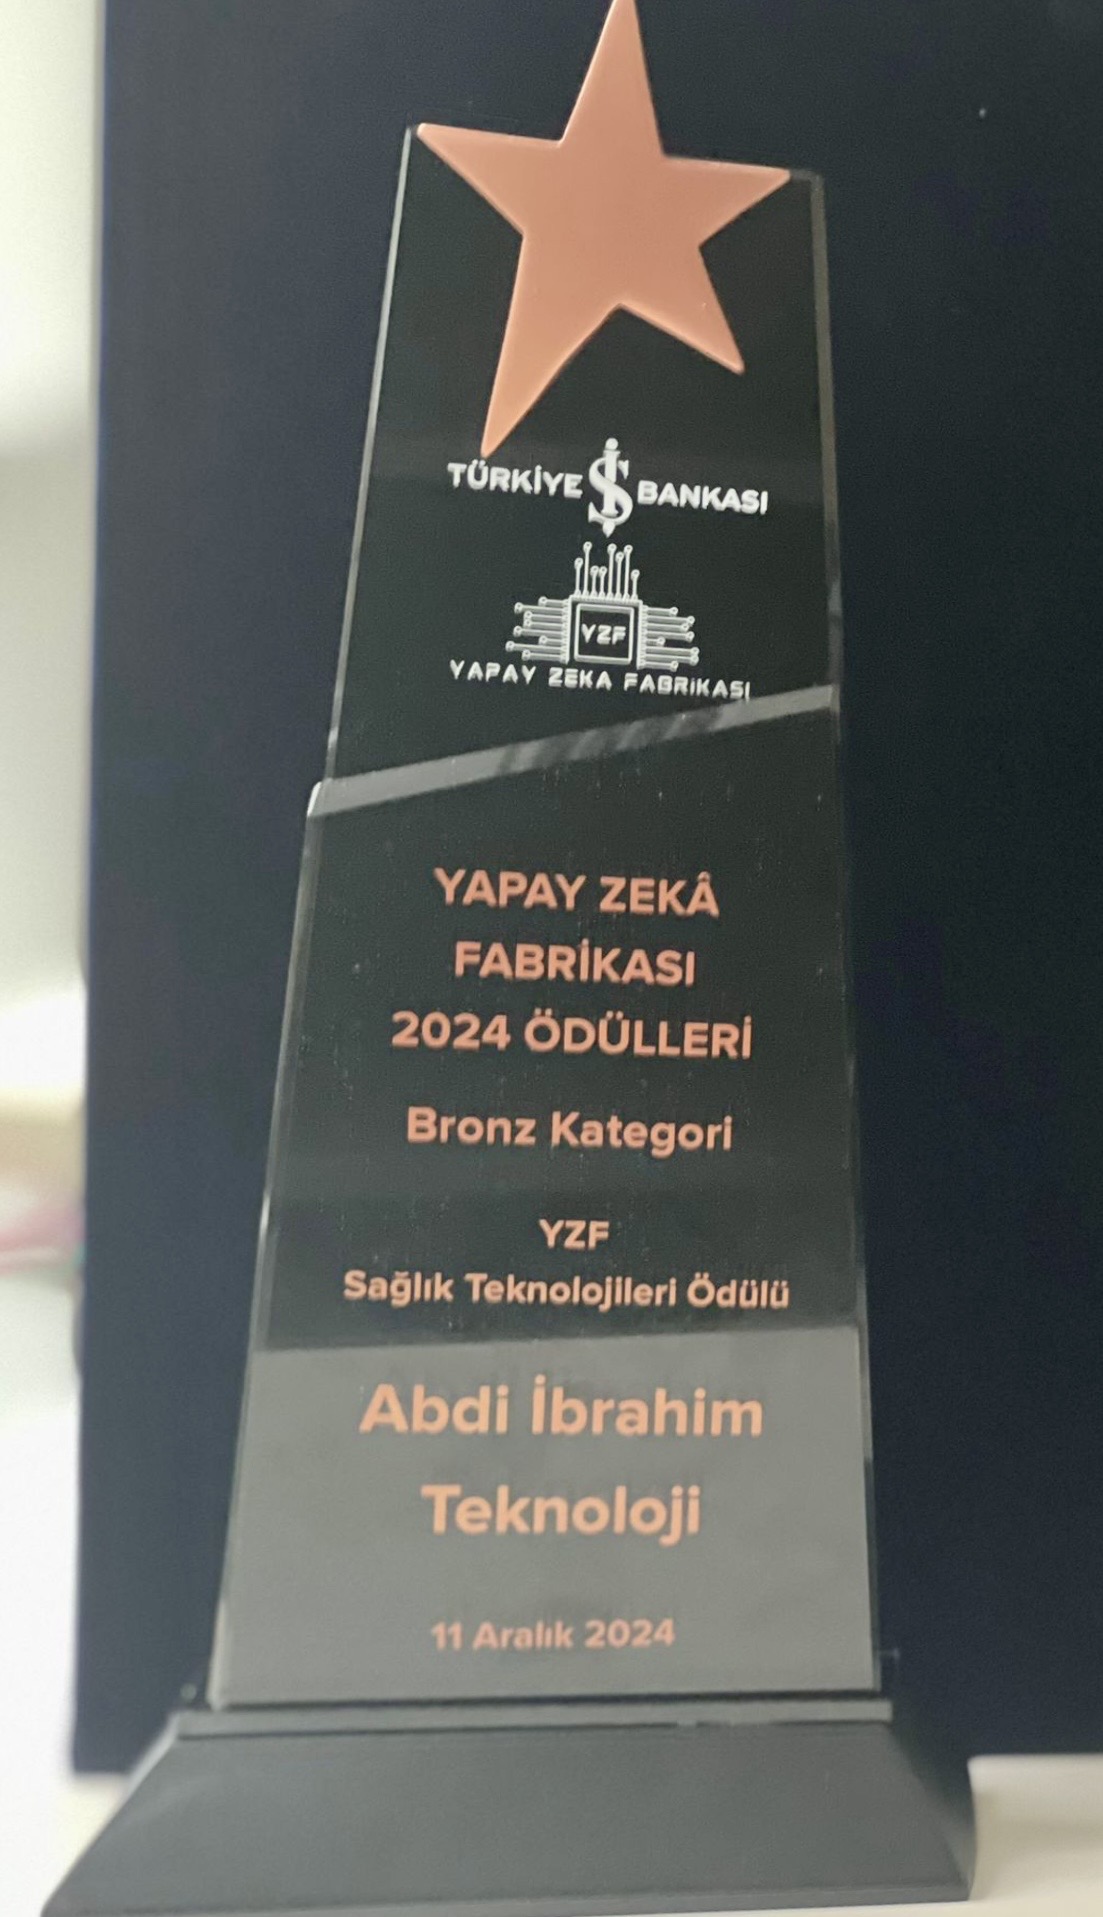 TÜRKİYE İŞ BANKASI
YZF
YAPAY ZEKA FABRİKASI
YAPAY ZEKÂ
FABRİKASI
2024 ÖDÜLLERİ
Bronz Kategori
YZF
Sağlık Teknolojileri Ödülü
Abdi İbrahim
Teknoloji
11 Aralık 2024